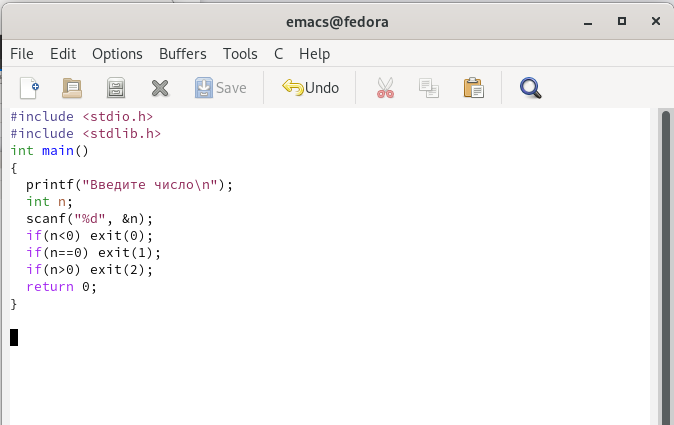 emacs@fedora
File Edit Options Buffers Tools C Help
Save Undo
#include <stdio.h>
#include <stdlib.h>
int main()
{
  printf("Введите число\n");
  int n;
  scanf("%d", &n);
  if(n<0) exit(0);
  if(n==0) exit(1);
  if(n>0) exit(2);
  return 0;
}